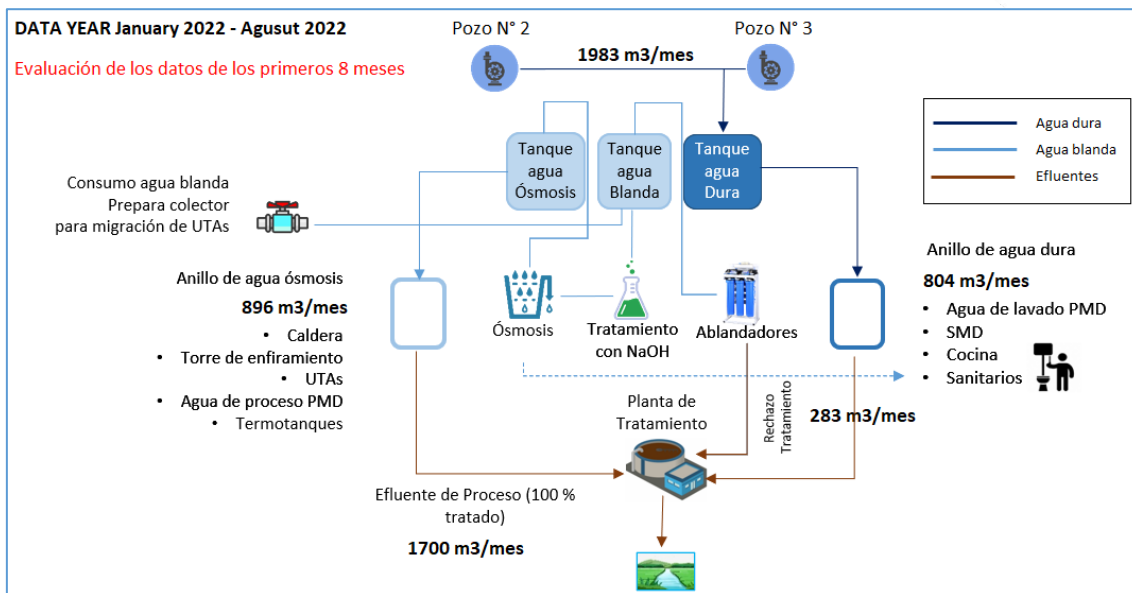 DATA YEAR January 2022 - Agusut 2022
Evaluación de los datos de los primeros 8 meses
Pozo N° 2
Pozo N° 3
1983 m3/mes
Agua dura
Agua blanda
Efluentes
Tanque
agua
Ósmosis
Tanque
agua
Blanda
Tanque
agua
Dura
Consumo agua blanda
Prepara colector
para migración de UTAs
Anillo de agua ósmosis
896 m3/mes
• Caldera
• Torre de enfiramiento
• UTAs
• Agua de proceso PMD
• Termotanques
Ósmosis
Tratamiento
con NaOH
Ablandadores
Anillo de agua dura
804 m3/mes
• Agua de lavado PMD
• SMD
• Cocina
• Sanitarios
Planta de
Tratamiento
Rechazo
Tratamiento
283 m3/mes
Efluente de Proceso (100 %
tratado)
1700 m3/mes